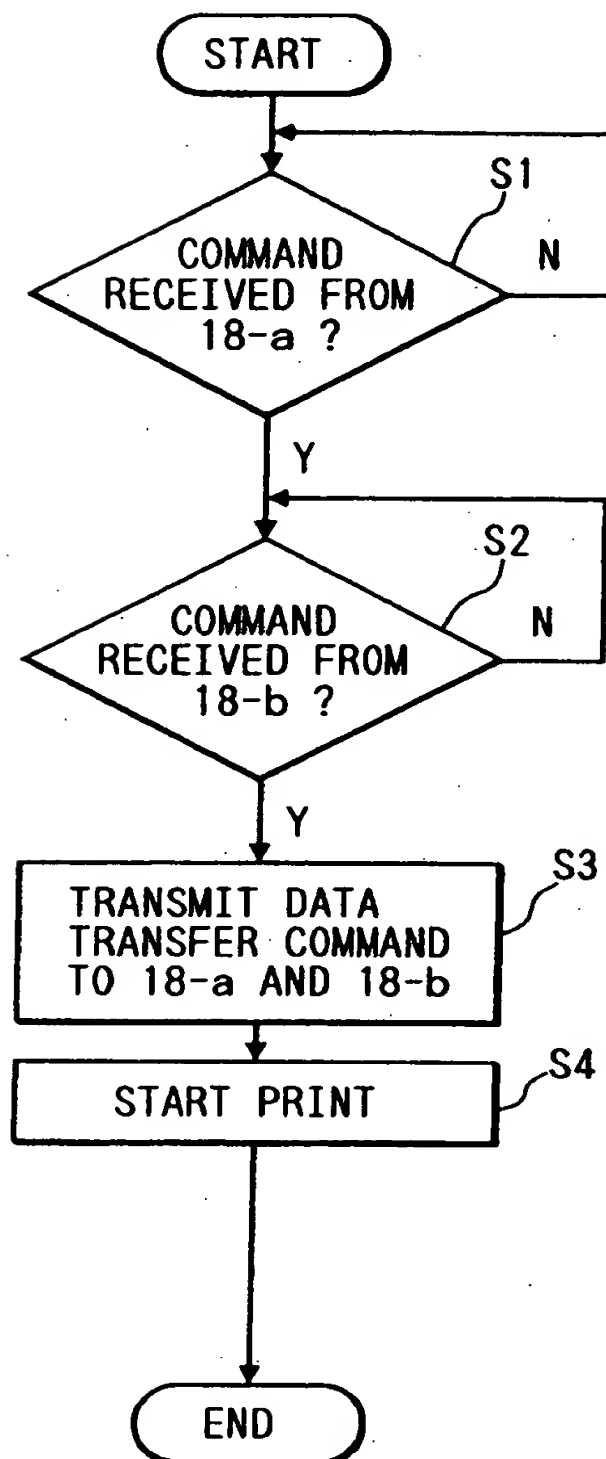 START
S1
COMMAND
RECEIVED FROM
18-a ?
N
Y
S2
COMMAND
RECEIVED FROM
18-b ?
N
Y
S3
TRANSMIT DATA
TRANSFER COMMAND
TO 18-a AND 18-b
S4
START PRINT
END